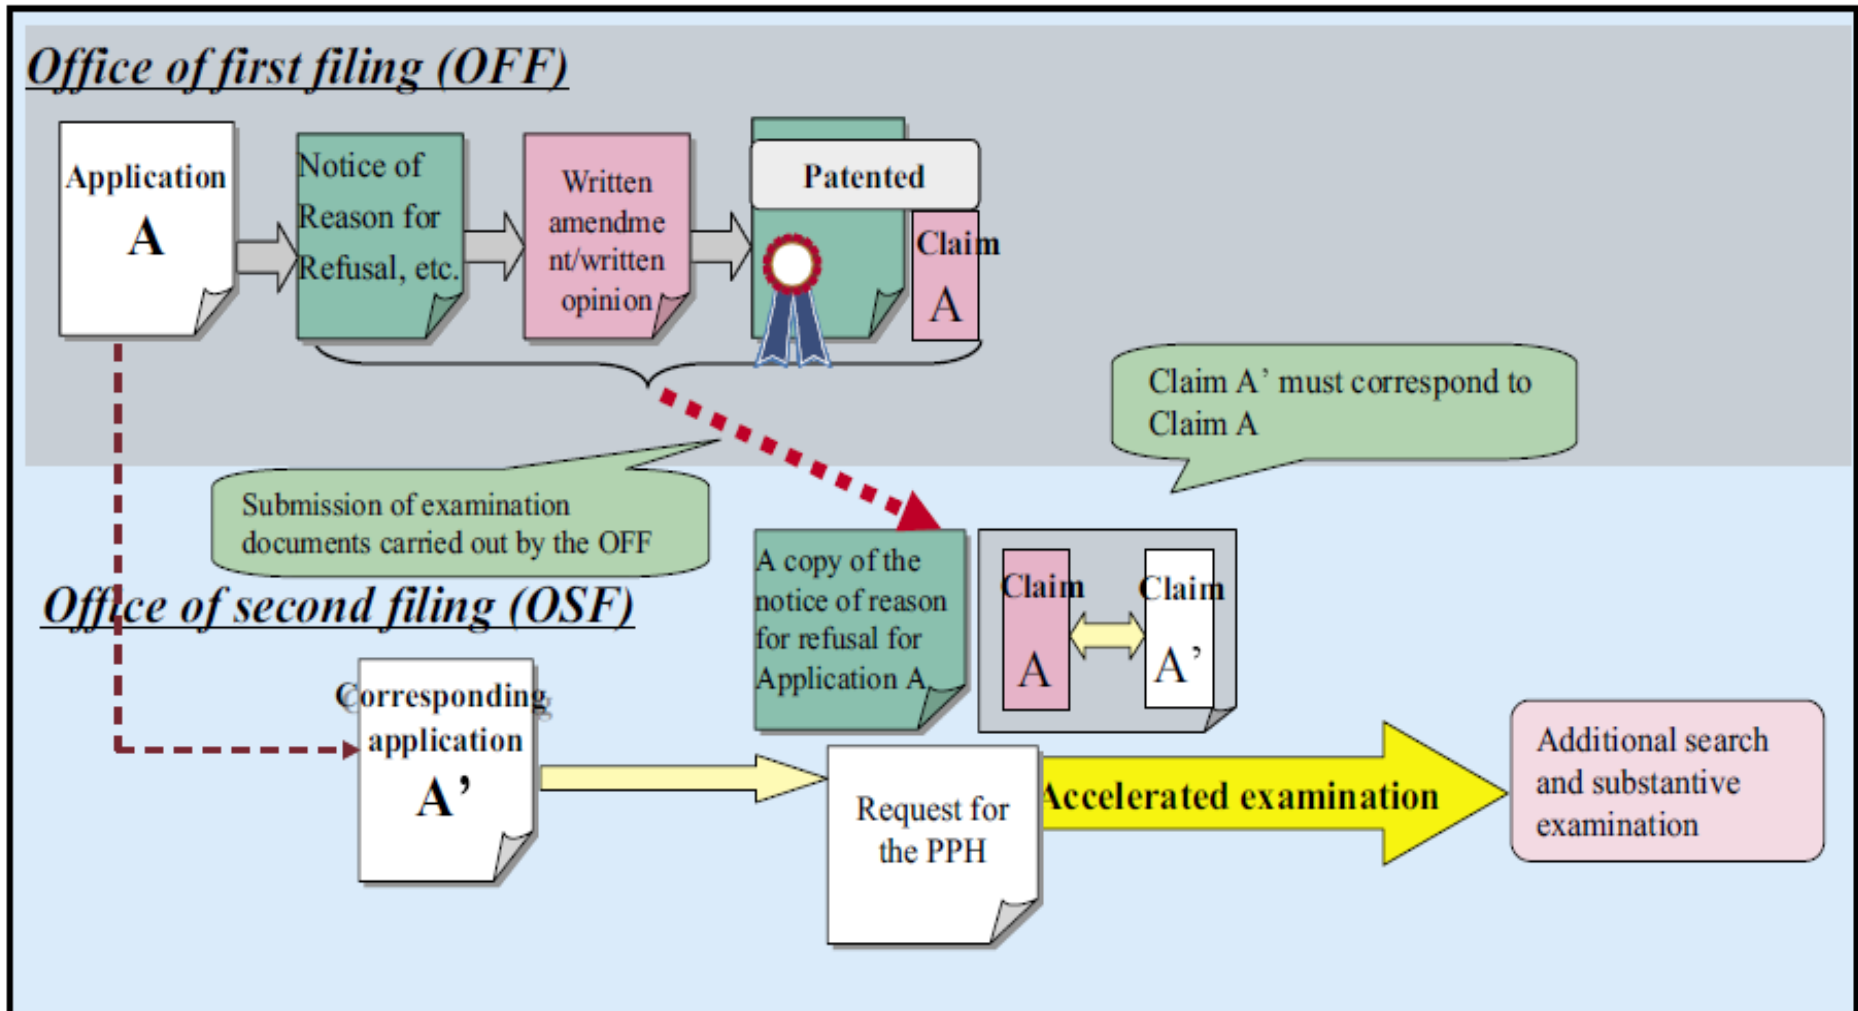 Office of first filing (OFF)
Application
A
Notice of
Reason for
Refusal, etc.
Written
amendme
nt/written
opinion
Patented
Claim
A
Claim A’ must correspond to
Claim A
Submission of examination
documents carried out by the OFF
Office of second filing (OSF)
A copy of the
notice of reason
for refusal for
Application A
Claim
A
Claim
A’
Corresponding
application
A’
Request for
the PPH
Accelerated examination
Additional search
and substantive
examination